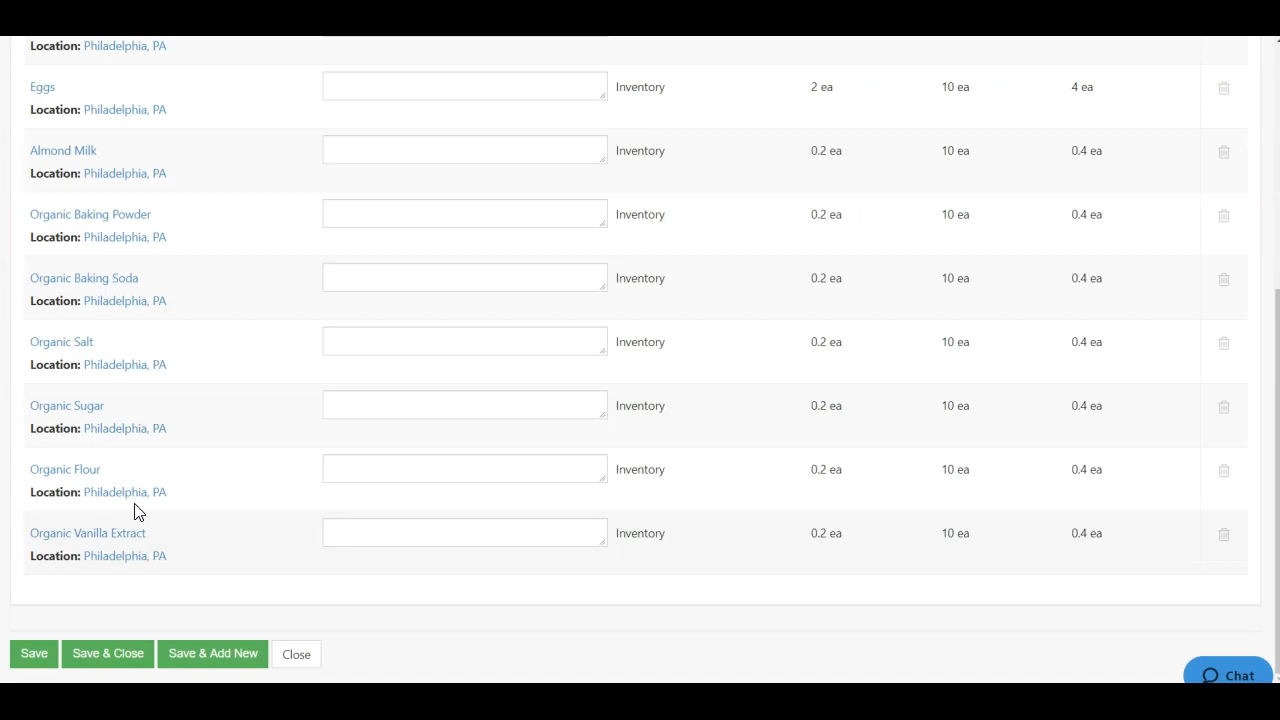 Location: Philadelphia, PA
Eggs Inventory 2 ea 10 ea 4 ea
Location: Philadelphia, PA
Almond Milk Inventory 0.2 ea 10 ea 0.4 ea
Location: Philadelphia, PA
Organic Baking Powder Inventory 0.2 ea 10 ea 0.4 ea
Location: Philadelphia, PA
Organic Baking Soda Inventory 0.2 ea 10 ea 0.4 ea
Location: Philadelphia, PA
Organic Salt Inventory 0.2 ea 10 ea 0.4 ea
Location: Philadelphia, PA
Organic Sugar Inventory 0.2 ea 10 ea 0.4 ea
Location: Philadelphia, PA
Organic Flour Inventory 0.2 ea 10 ea 0.4 ea
Location: Philadelphia, PA
Organic Vanilla Extract Inventory 0.2 ea 10 ea 0.4 ea
Location: Philadelphia, PA
Save Save & Close Save & Add New Close
Chat